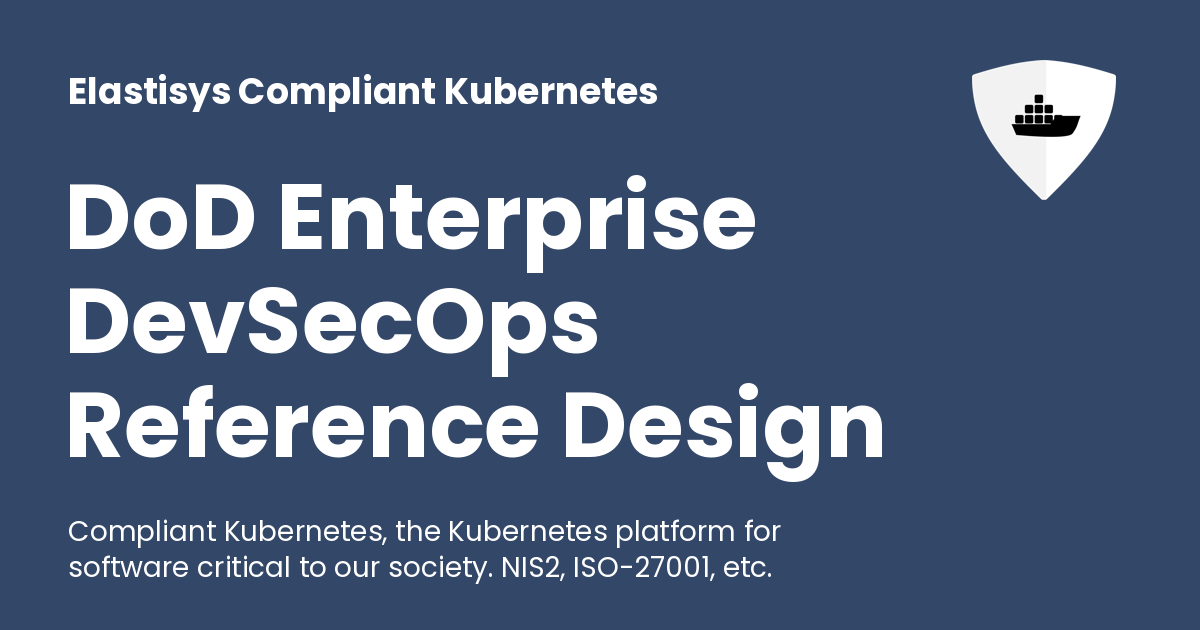 Elastisys Compliant Kubernetes
DoD Enterprise
DevSecOps
Reference Design
Compliant Kubernetes, the Kubernetes platform for
software critical to our society. NIS2, ISO-27001, etc.